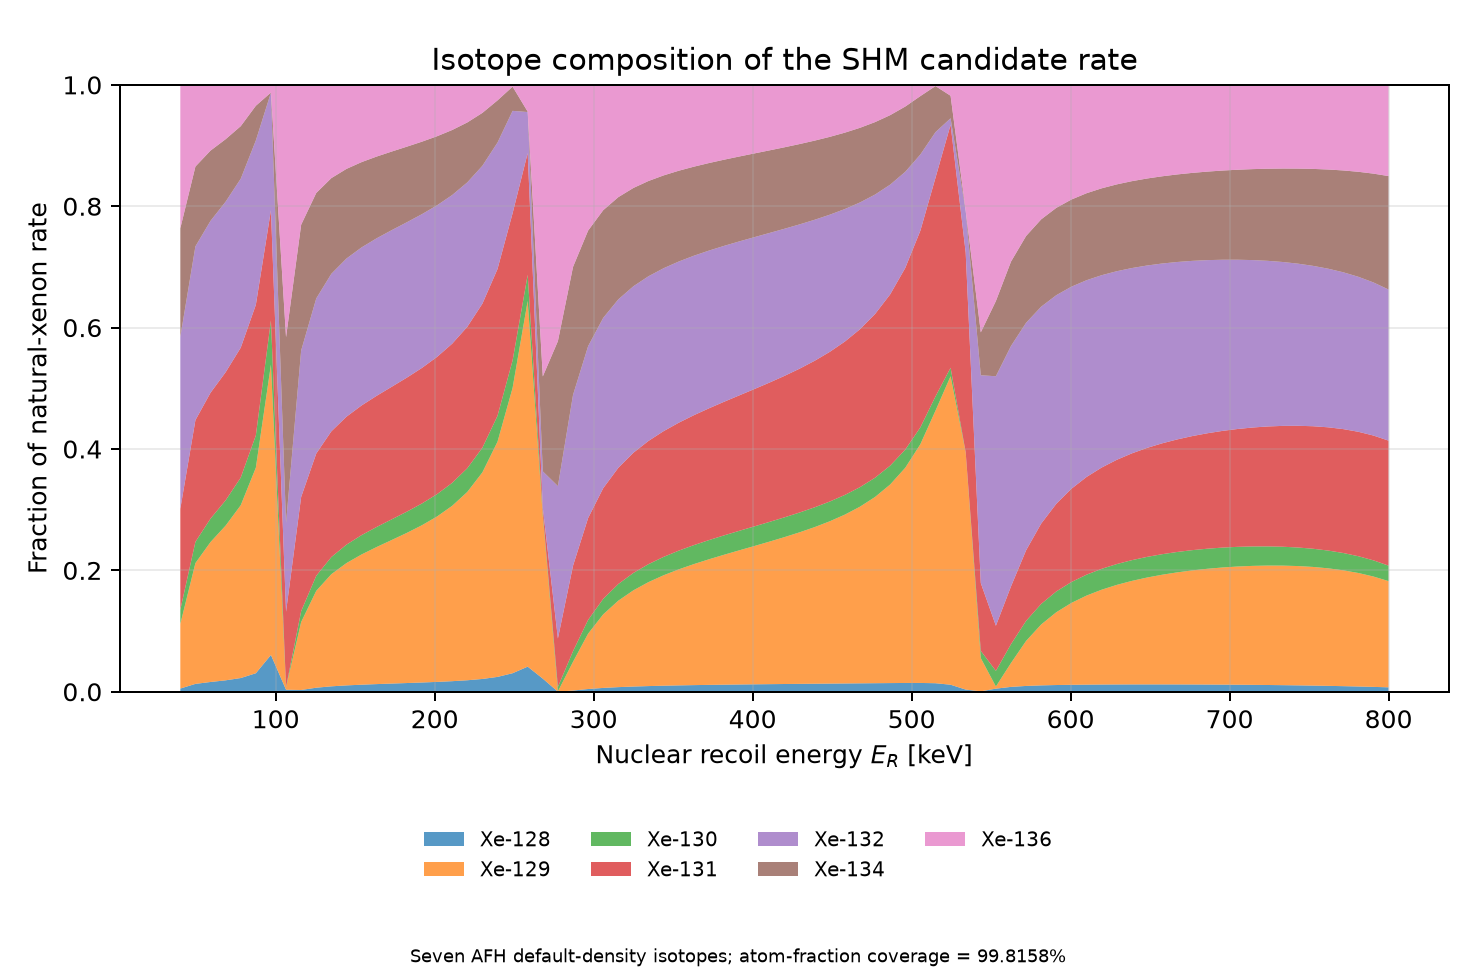 Isotope composition of the SHM candidate rate
Fraction of natural-xenon rate
1.0
0.8
0.6
0.4
0.2
0.0
100 200 300 400 500 600 700 800
Nuclear recoil energy E_R [keV]
Xe-128 Xe-130 Xe-132 Xe-136
Xe-129 Xe-131 Xe-134
Seven AFH default-density isotopes; atom-fraction coverage = 99.8158%